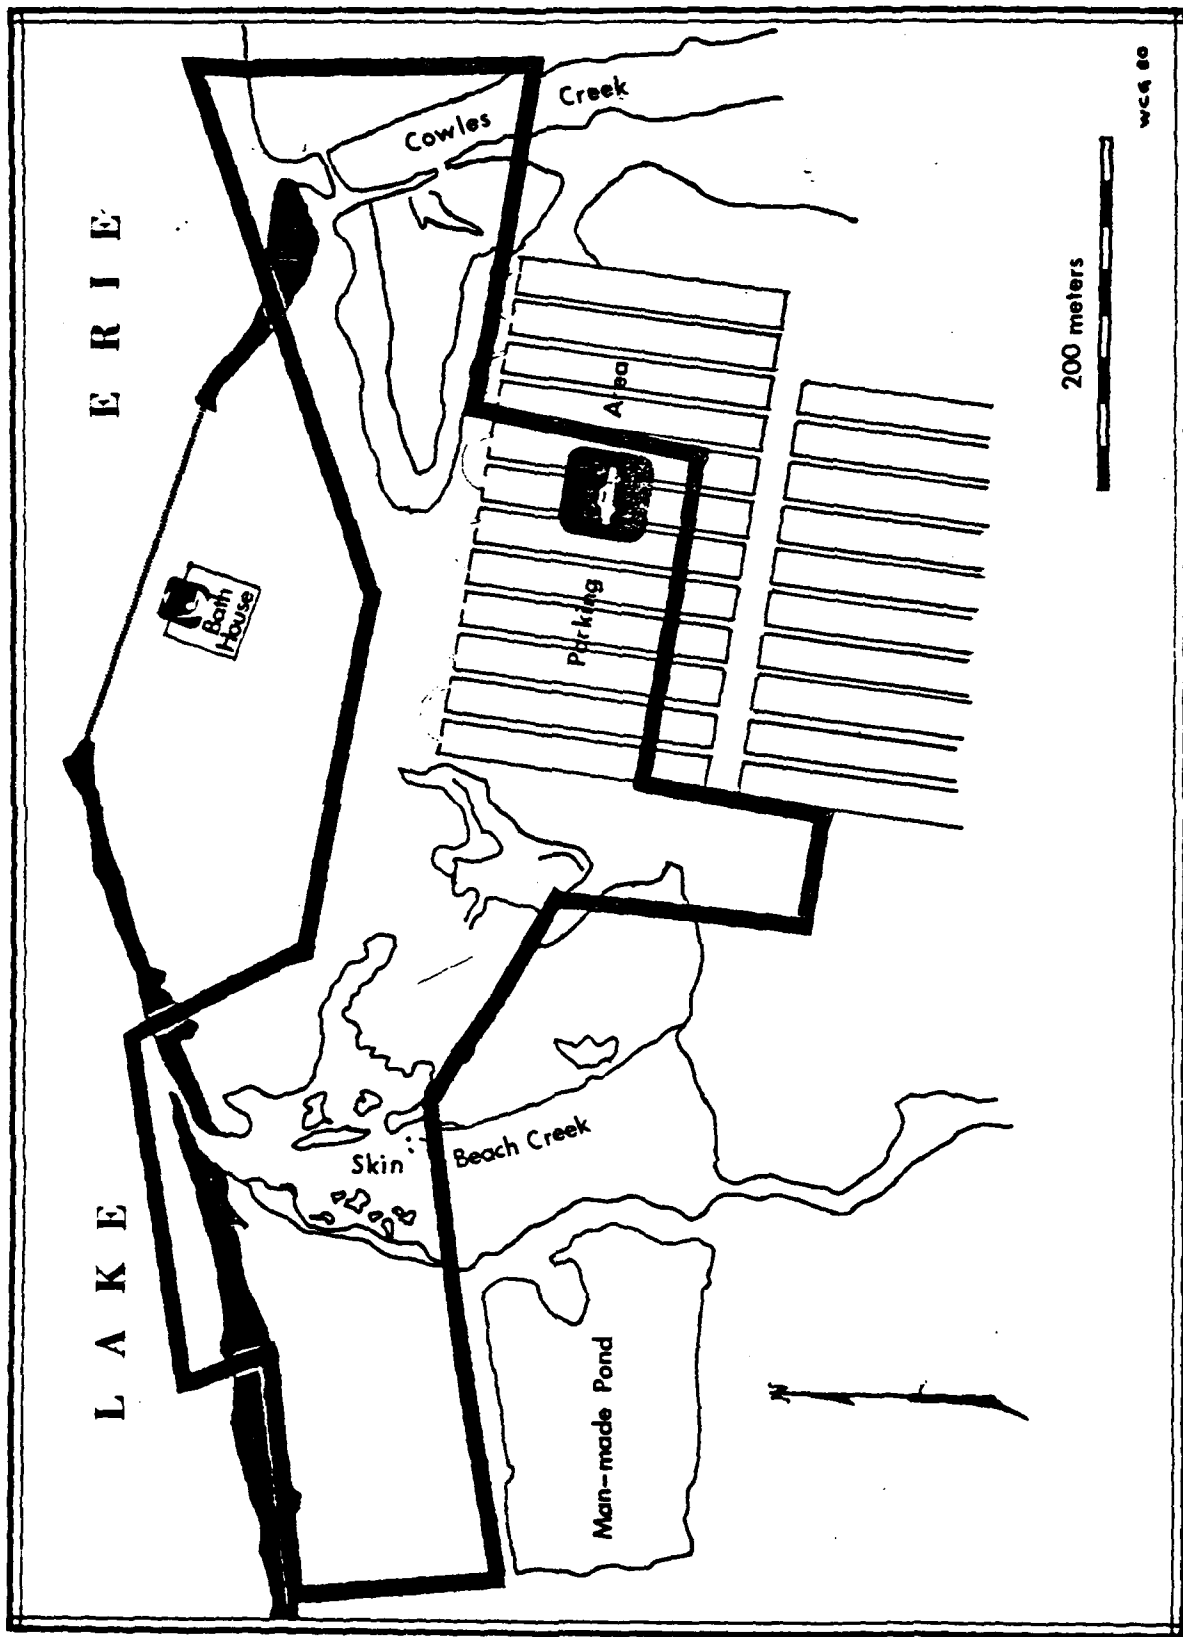 LAKE ERIE
Cowles Creek
Bath
House
Parking Area
Skin Beach Creek
Man-made Pond
N
200 meters
WCG 80